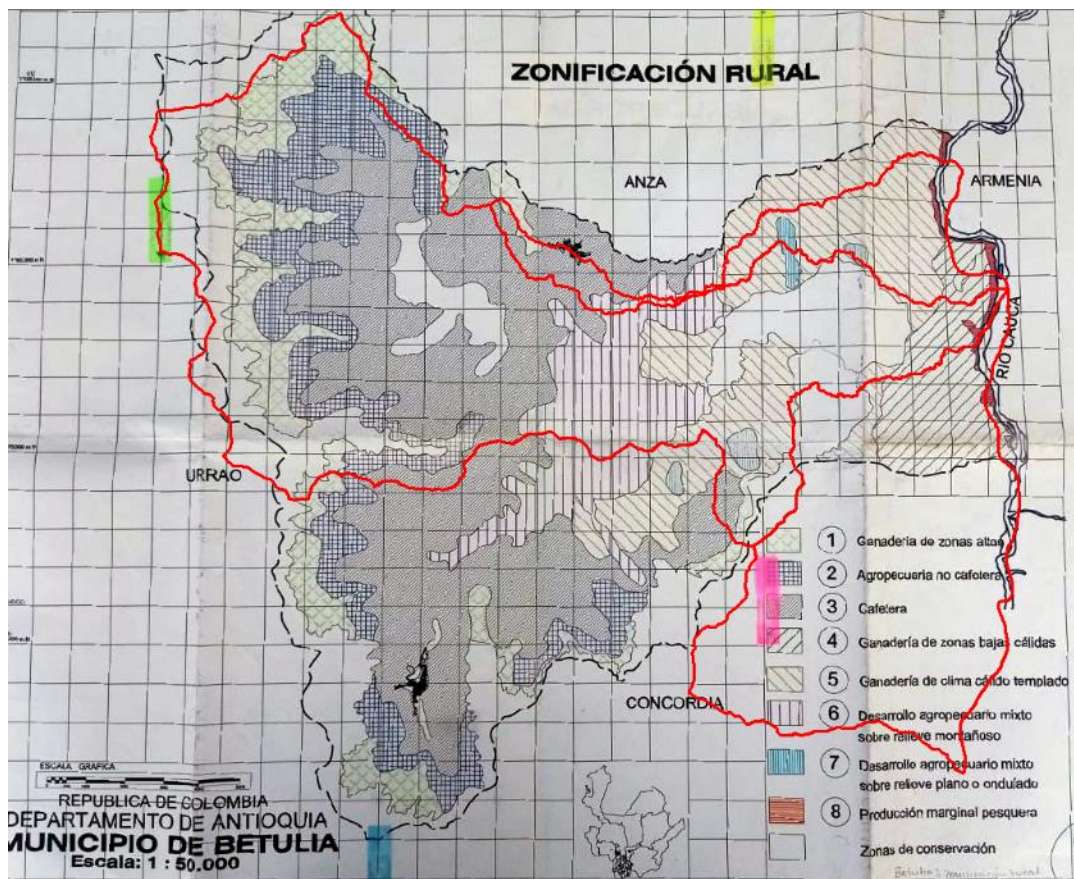 ZONIFICACIÓN RURAL
ANZA
ARMENIA
RIO CAUCA
URRAO
CONCORDIA
1 Ganadería de zonas altas
2 Agropecuaria no cafetera
3 Cafetera
4 Ganadería de zonas bajas cálidas
5 Ganadería de clima cálido templado
6 Desarrollo agropecuario mixto
sobre relieve montañoso
7 Desarrollo agropecuario mixto
sobre relieve plano o ondulado
8 Producción marginal pesquera
Zonas de conservación
ESCALA GRAFICA
REPUBLICA DE COLOMBIA
DEPARTAMENTO DE ANTIOQUIA
MUNICIPIO DE BETULIA
Escala: 1 : 50.000